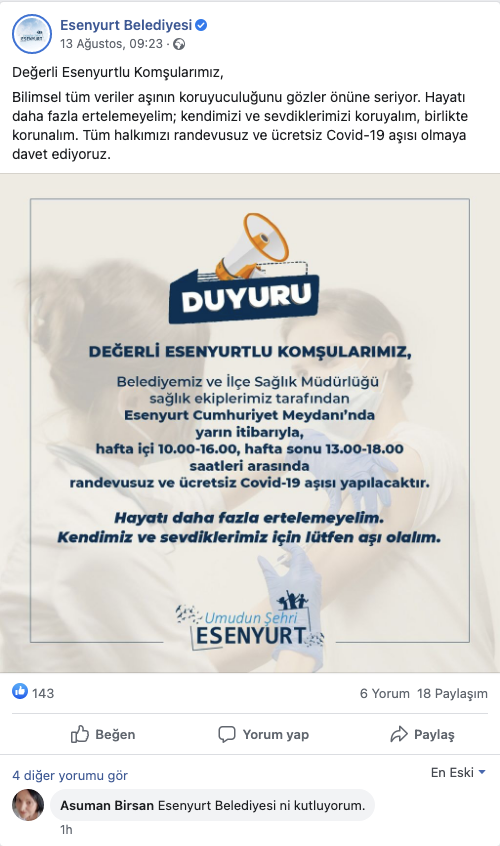 Esenyurt Belediyesi
13 Ağustos, 09:23 ·
Değerli Esenyurtlu Komşularımız,
Bilimsel tüm veriler aşının koruyuculuğunu gözler önüne seriyor. Hayatı
daha fazla ertelemeyelim; kendimizi ve sevdiklerimizi koruyalım, birlikte
korunalım. Tüm halkımızı randevusuz ve ücretsiz Covid-19 aşısı olmaya
davet ediyoruz.
DUYURU
DEĞERLİ ESENYURTLU KOMŞULARIMIZ,
Belediyemiz ve İlçe Sağlık Müdürlüğü
sağlık ekiplerimiz tarafından
Esenyurt Cumhuriyet Meydanı’nda
yarın itibarıyla,
hafta içi 10.00-16.00, hafta sonu 13.00-18.00
saatleri arasında
randevusuz ve ücretsiz Covid-19 aşısı yapılacaktır.
Hayatı daha fazla ertelemeyelim.
Kendimizi ve sevdiklerimiz için lütfen aşı olalım.
Umudun Şehri
ESENYURT
143
6 Yorum 18 Paylaşım
Beğen Yorum yap Paylaş
4 diğer yorumu gör
En Eski
Asuman Birsan Esenyurt Belediyesi ni kutluyorum.
1h